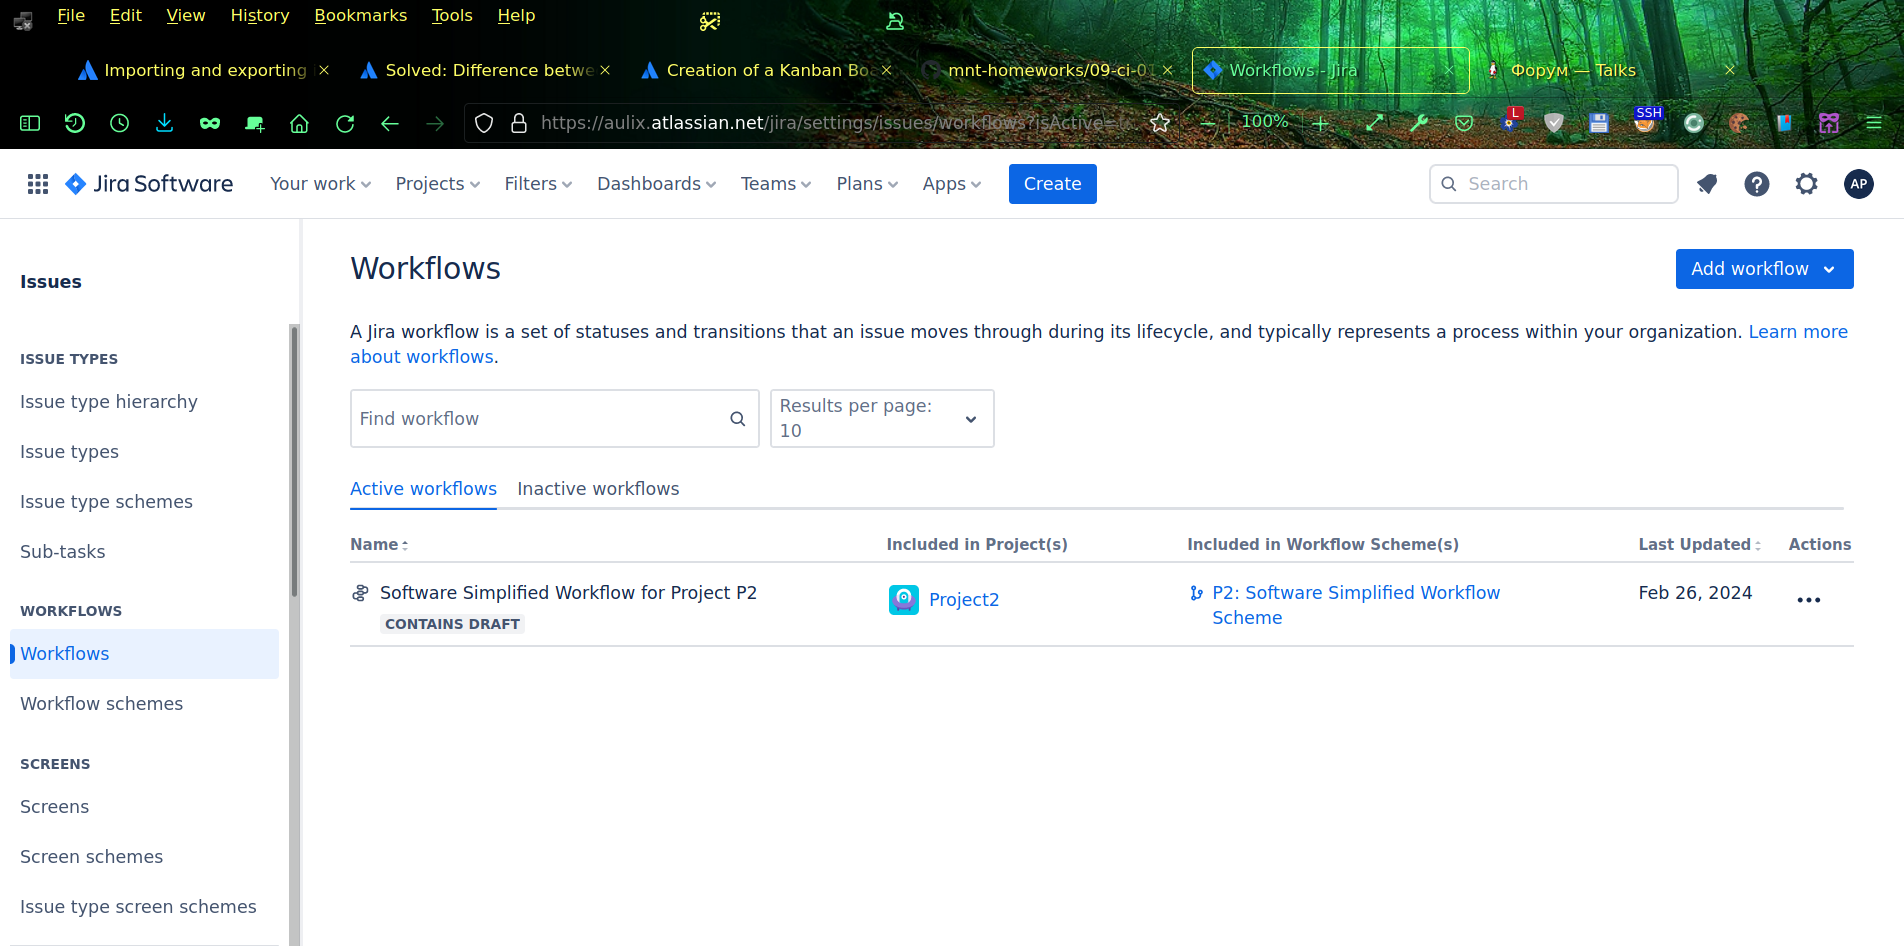 File Edit View History Bookmarks Tools Help
Importing and exporting
Solved: Difference betwe
Creation of a Kanban Boa
mnt-homeworks/09-ci-01
Workflows - Jira
Форум — Talks
https://aulix.atlassian.net/jira/settings/issues/workflows?isActive=
100%
L
SSH
Jira Software
Your work
Projects
Filters
Dashboards
Teams
Plans
Apps
Create
Search
AP
Issues
ISSUE TYPES
Issue type hierarchy
Issue types
Issue type schemes
Sub-tasks
WORKFLOWS
Workflows
Workflow schemes
SCREENS
Screens
Screen schemes
Issue type screen schemes
Workflows
Add workflow
A Jira workflow is a set of statuses and transitions that an issue moves through during its lifecycle, and typically represents a process within your organization. Learn more
about workflows.
Find workflow
Results per page:
10
Active workflows
Inactive workflows
Name
Included in Project(s)
Included in Workflow Scheme(s)
Last Updated
Actions
Software Simplified Workflow for Project P2
CONTAINS DRAFT
Project2
P2: Software Simplified Workflow
Scheme
Feb 26, 2024